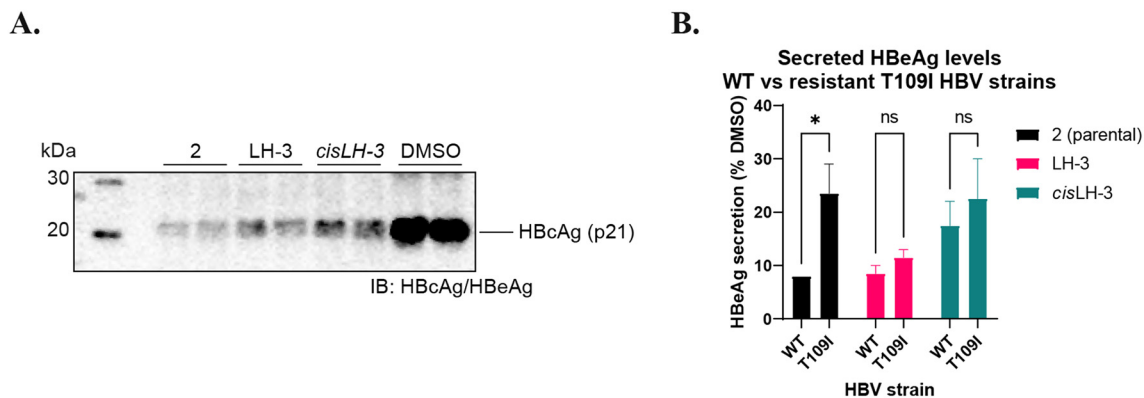 A.
kDa
2 LH-3 cisLH-3 DMSO
30
20
HBcAg (p21)
IB: HBcAg/HBeAg
B.
Secreted HBeAg levels
WT vs resistant T109I HBV strains
HBeAg secretion (% DMSO)
40
30
20
10
0
* ns ns
WT T109I WT T109I WT T109I
HBV strain
2 (parental)
LH-3
cisLH-3